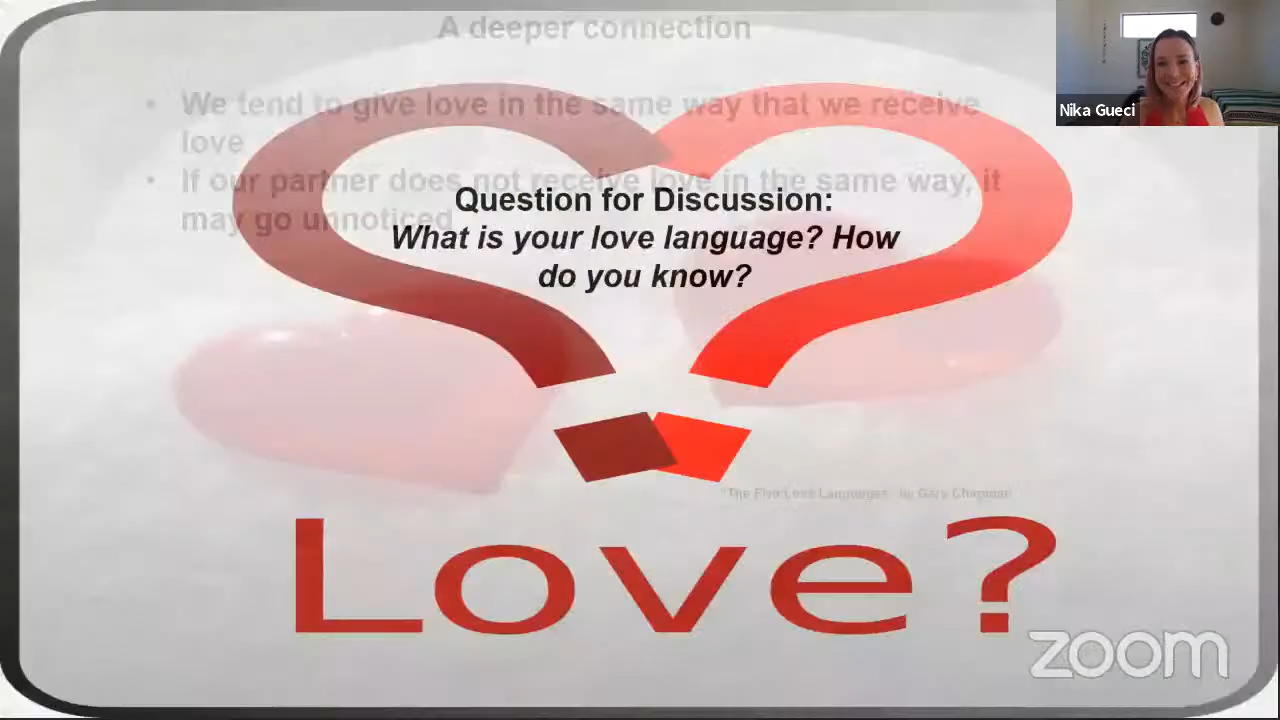 A deeper connection
• We tend to give love in the same way that we receive
love
• If our partner does not receive love in the same way, it
may go unnoticed
Question for Discussion:
What is your love language? How
do you know?
"The Five Love Languages" by Gary Chapman
Love?
Nika Gueci
zoom